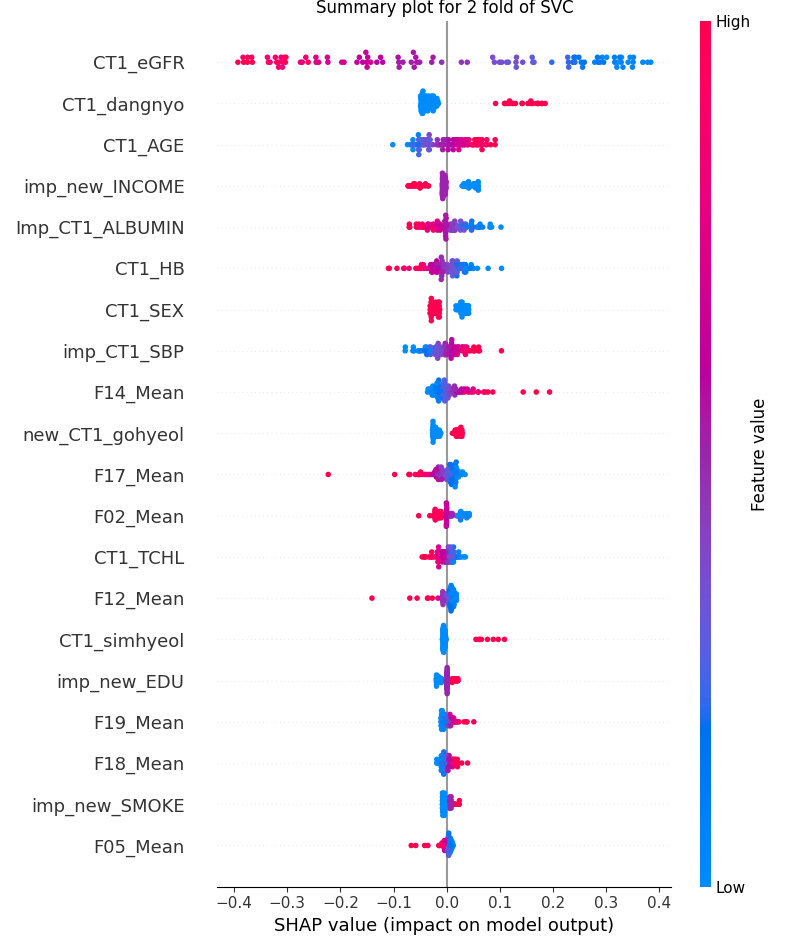 Summary plot for 2 fold of SVC
High
CT1_eGFR
CT1_dangnyo
CT1_AGE
imp_new_INCOME
Imp_CT1_ALBUMIN
CT1_HB
CT1_SEX
imp_CT1_SBP
F14_Mean
new_CT1_gohyeol
F17_Mean
F02_Mean
CT1_TCHL
F12_Mean
CT1_simhyeol
imp_new_EDU
F19_Mean
F18_Mean
imp_new_SMOKE
F05_Mean
Feature value
Low
−0.4 −0.3 −0.2 −0.1 0.0 0.1 0.2 0.3 0.4
SHAP value (impact on model output)